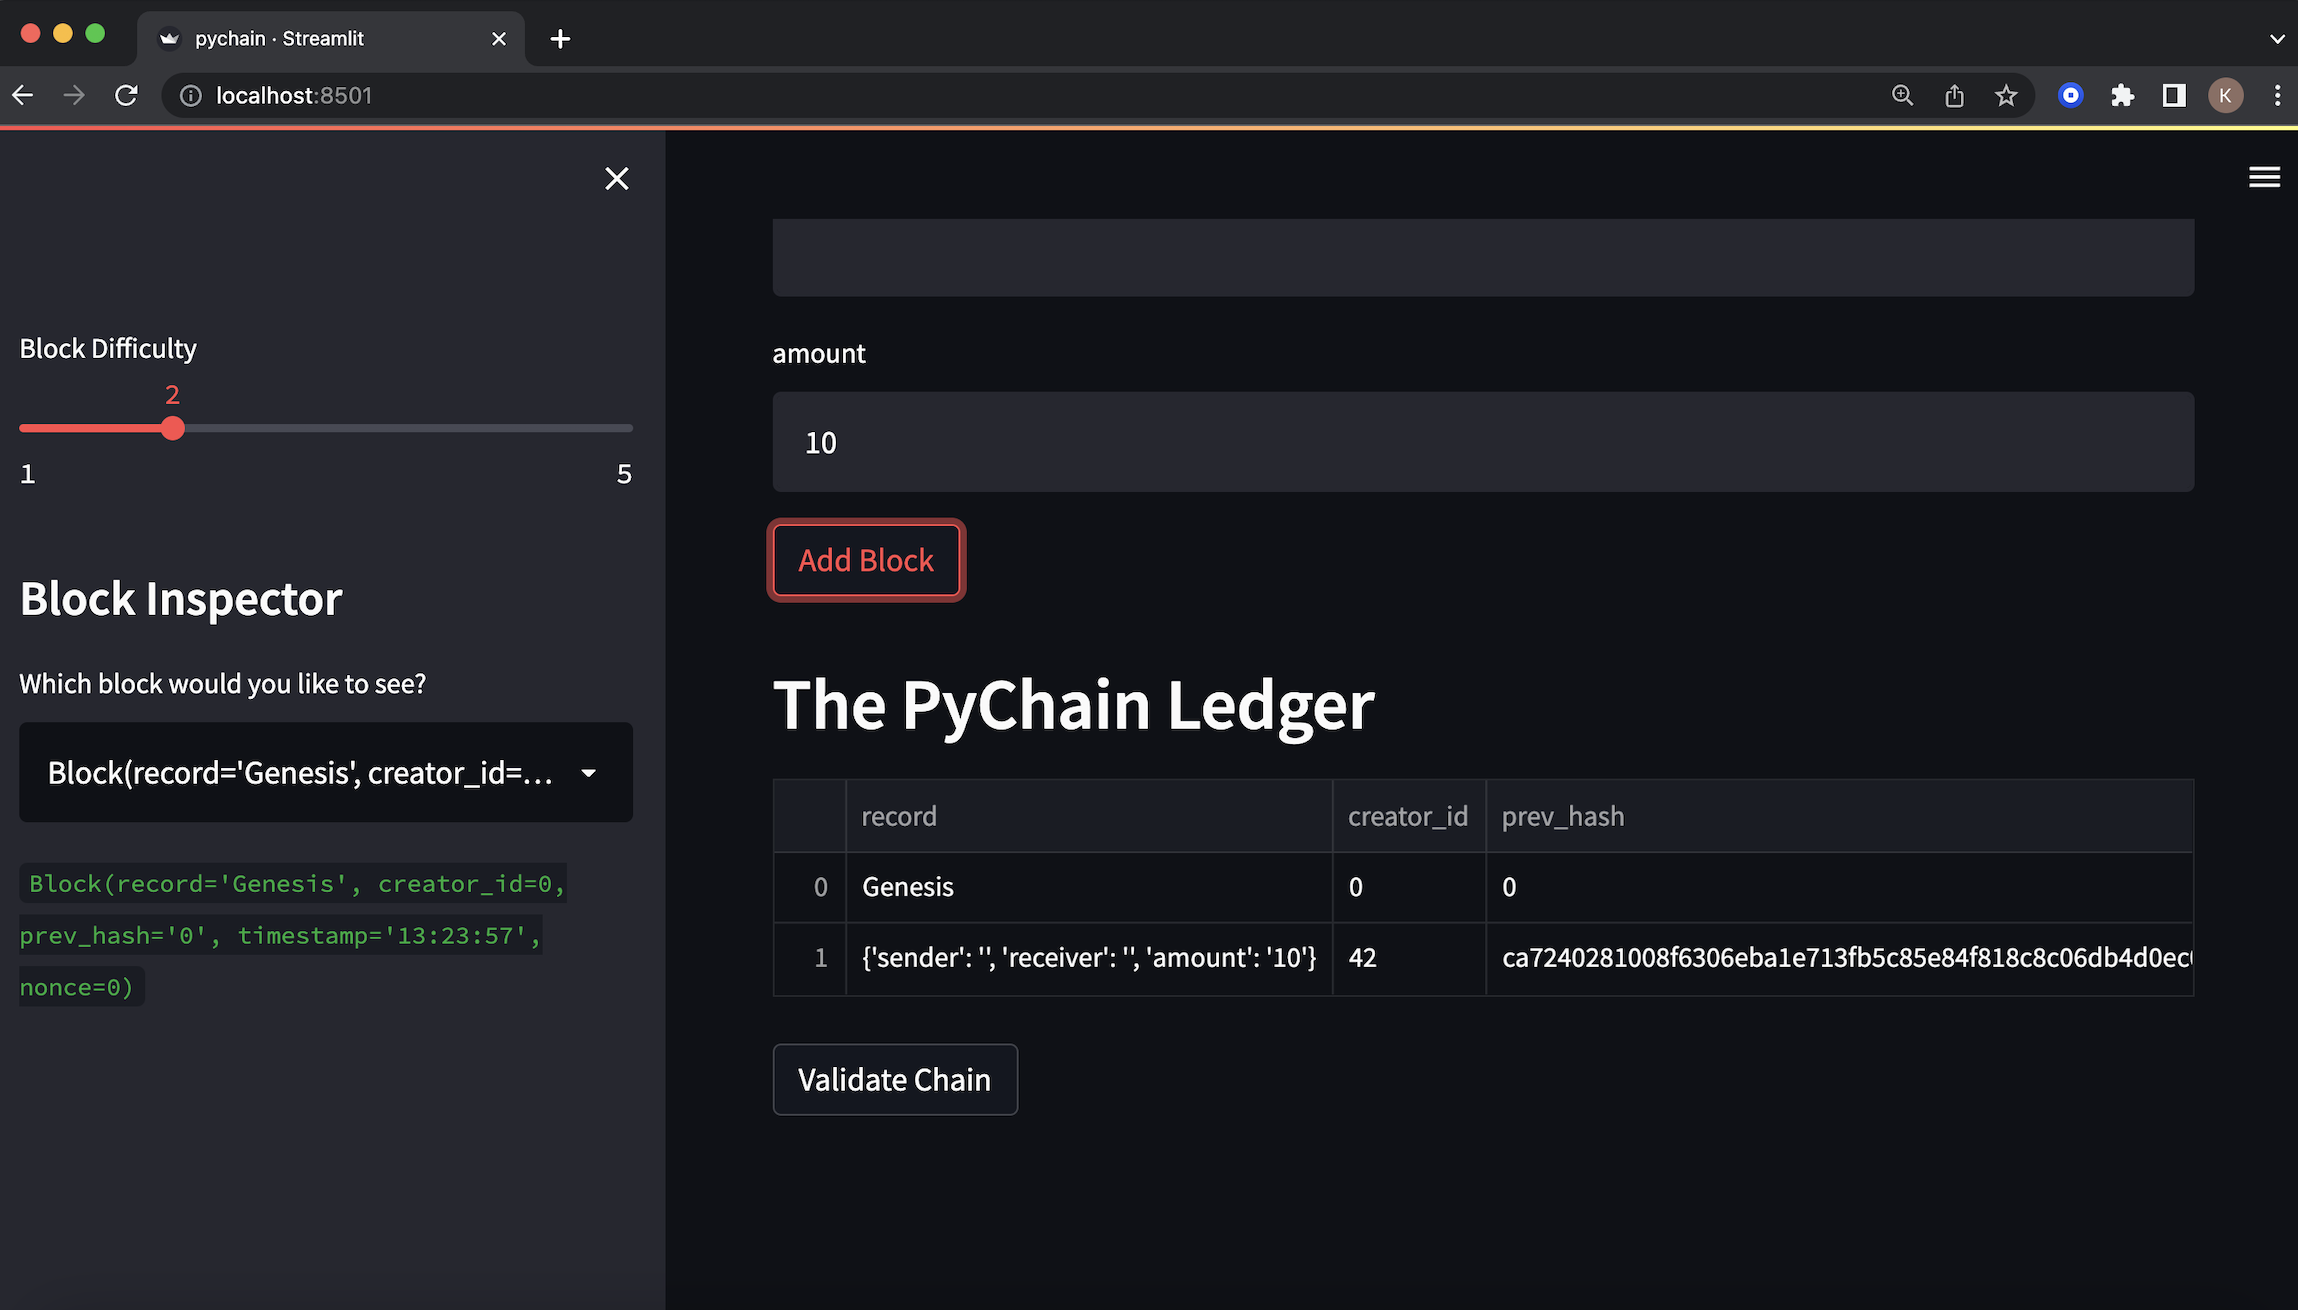 pychain · Streamlit
localhost:8501
K
Block Difficulty
2
1 5
Block Inspector
Which block would you like to see?
Block(record='Genesis', creator_id=...
Block(record='Genesis', creator_id=0,
prev_hash='0', timestamp='13:23:57',
nonce=0)
amount
10
Add Block
The PyChain Ledger
record creator_id prev_hash
0 Genesis 0 0
1 {'sender': '', 'receiver': '', 'amount': '10'} 42 ca7240281008f6306eba1e713fb5c85e84f818c8c06db4d0ec
Validate Chain